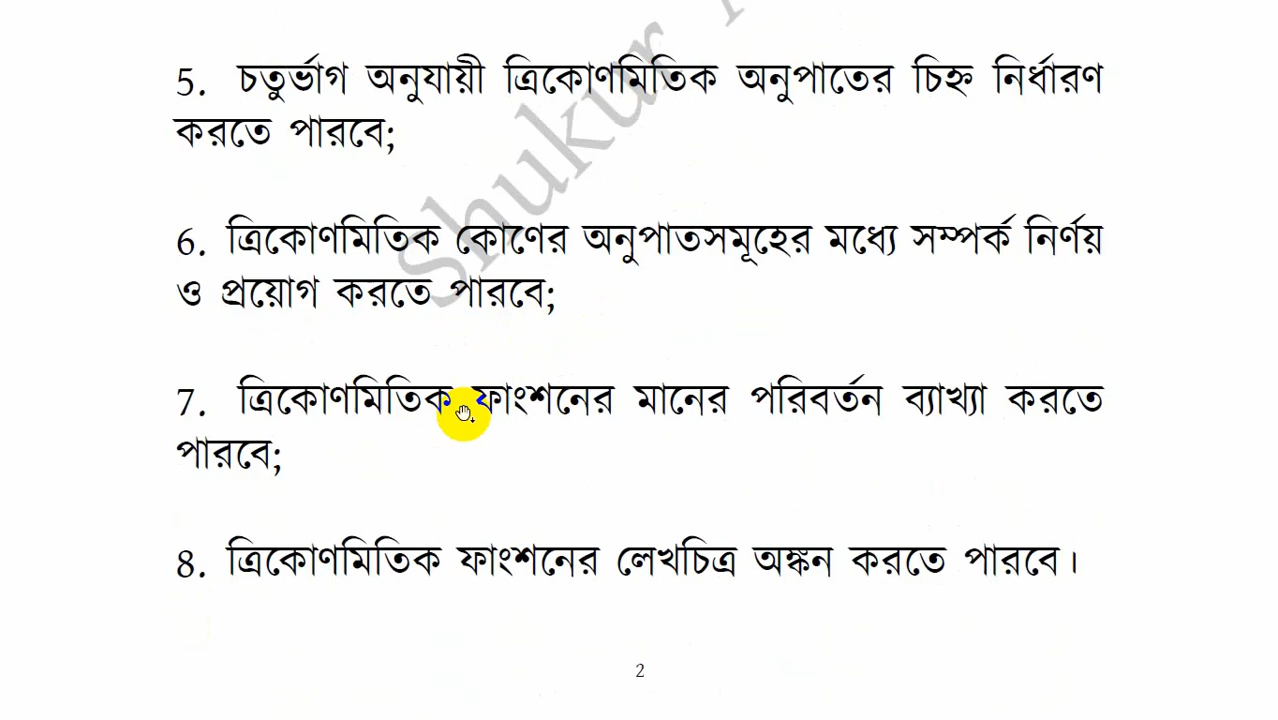 5. চতুর্ভাগ অনুযায়ী ত্রিকোণমিতিক অনুপাতের চিহ্ন নির্ধারণ
করতে পারবে;
6. ত্রিকোণমিতিক কোণের অনুপাতসমূহের মধ্যে সম্পর্ক নির্ণয়
ও প্রয়োগ করতে পারবে;
7. ত্রিকোণমিতিক ফাংশনের মানের পরিবর্তন ব্যাখ্যা করতে
পারবে;
8. ত্রিকোণমিতিক ফাংশনের লেখচিত্র অঙ্কন করতে পারবে।
2
Shukur